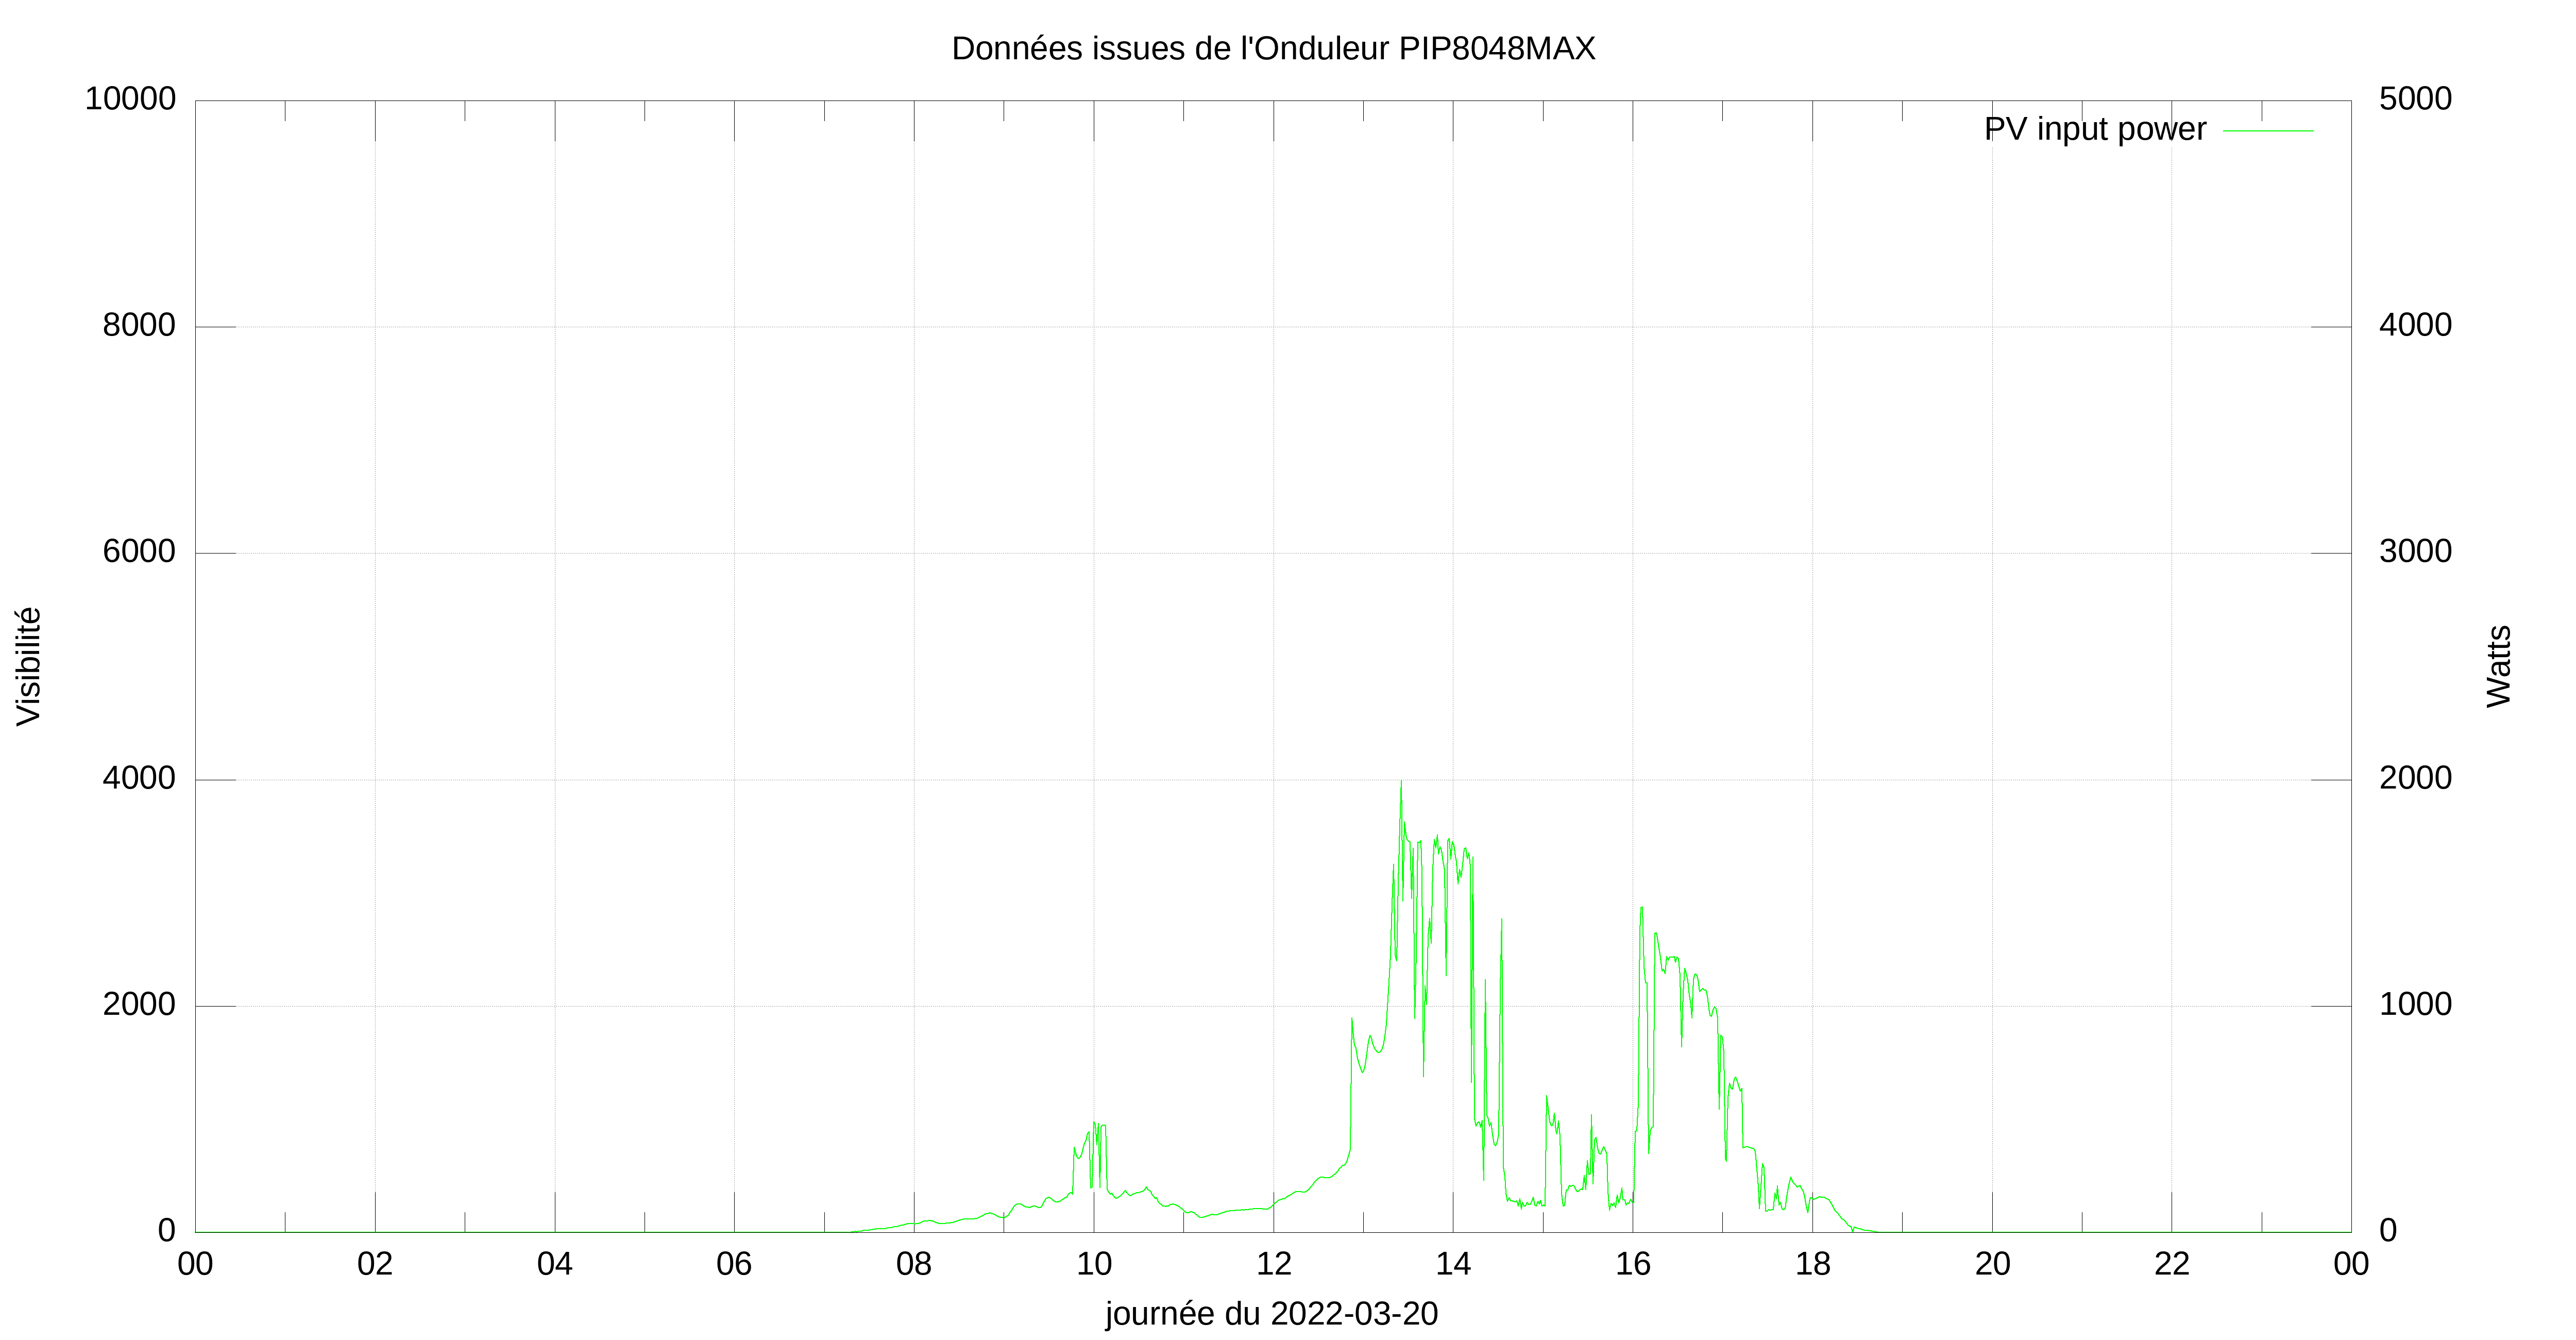 Données issues de l'Onduleur PIP8048MAX
10000
8000
6000
4000
2000
0
Visibilité
5000
4000
3000
2000
1000
0
Watts
PV input power
00 02 04 06 08 10 12 14 16 18 20 22 00
journée du 2022-03-20